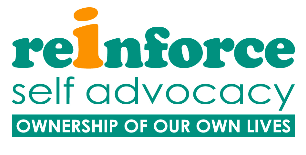 reinforce
self advocacy
OWNERSHIP OF OUR OWN LIVES